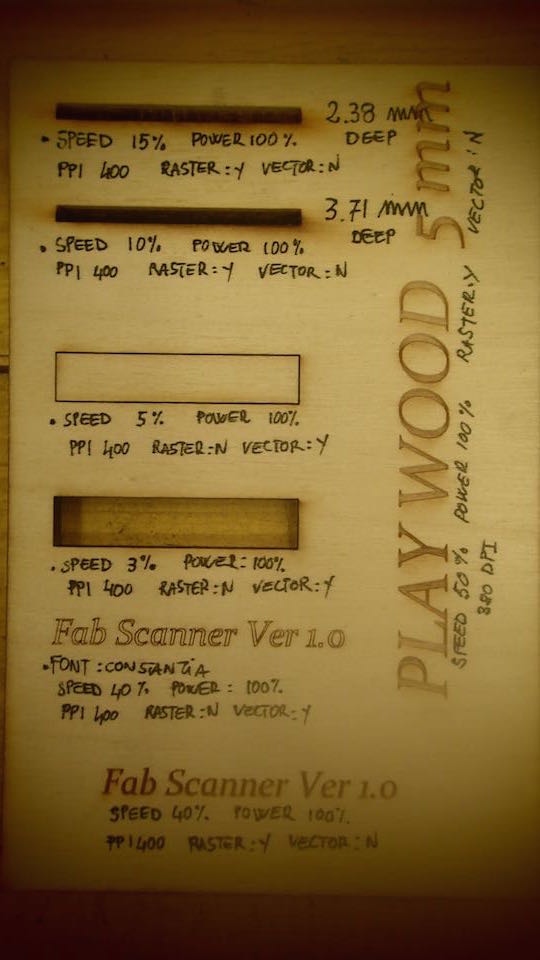 2.38 mm
DEEP
• SPEED 15% POWER 100%
PPI 400 RASTER: Y VECTOR: N
3.71 mm
DEEP
• SPEED 10% POWER 100%
PPI 400 RASTER: Y VECTOR: N
• SPEED 5% POWER 100%
PPI 400 RASTER: N VECTOR: Y
• SPEED 3% POWER: 100%
PPI 400 RASTER: N VECTOR: Y
Fab Scanner Ver 1.0
• FONT: CONSTANTIA
SPEED 40% POWER: 100%
PPI 400 RASTER: N VECTOR: Y
Fab Scanner Ver 1.0
SPEED 40% POWER 100%
PPI 400 RASTER: Y VECTOR: N
PLAY WOOD 5 mm
SPEED 50% POWER 100% RASTER: Y VECTOR: N
380 DPI